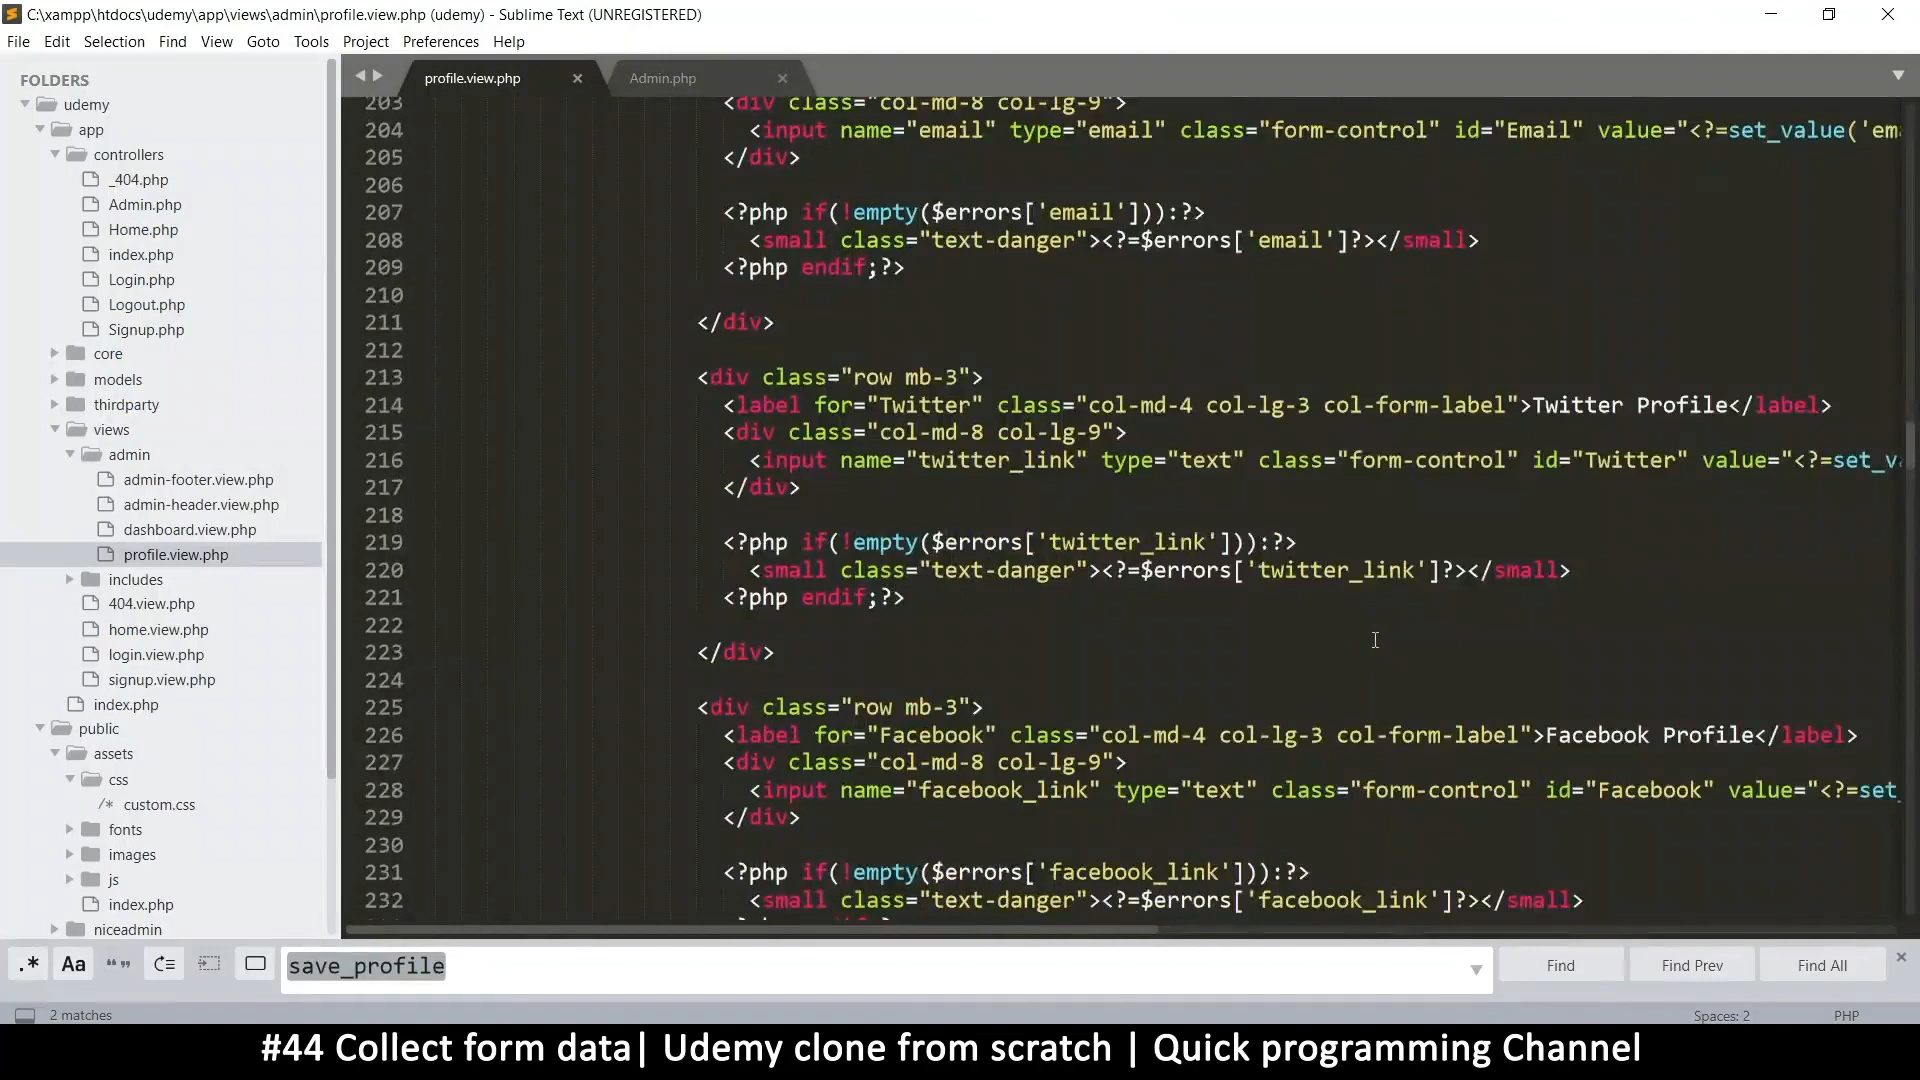 C:\xampp\htdocs\udemy\app\views\admin\profile.view.php (udemy) - Sublime Text (UNREGISTERED)
File Edit Selection Find View Goto Tools Project Preferences Help
FOLDERS
udemy
app
controllers
_404.php
Admin.php
Home.php
index.php
Login.php
Logout.php
Signup.php
core
models
thirdparty
views
admin
admin-footer.view.php
admin-header.view.php
dashboard.view.php
profile.view.php
includes
404.view.php
home.view.php
login.view.php
signup.view.php
index.php
public
assets
css
/* custom.css
fonts
images
js
index.php
niceadmin
profile.view.php × Admin.php ×
203 <div class="col-md-8 col-lg-9">
204 <input name="email" type="email" class="form-control" id="Email" value="<?=set_value('em
205 </div>
206
207 <?php if(!empty($errors['email'])):?>
208 <small class="text-danger"><?=$errors['email']?></small>
209 <?php endif;?>
210
211 </div>
212
213 <div class="row mb-3">
214 <label for="Twitter" class="col-md-4 col-lg-3 col-form-label">Twitter Profile</label>
215 <div class="col-md-8 col-lg-9">
216 <input name="twitter_link" type="text" class="form-control" id="Twitter" value="<?=set_v
217 </div>
218
219 <?php if(!empty($errors['twitter_link'])):?>
220 <small class="text-danger"><?=$errors['twitter_link']?></small>
221 <?php endif;?>
222
223 </div>
224
225 <div class="row mb-3">
226 <label for="Facebook" class="col-md-4 col-lg-3 col-form-label">Facebook Profile</label>
227 <div class="col-md-8 col-lg-9">
228 <input name="facebook_link" type="text" class="form-control" id="Facebook" value="<?=set_
229 </div>
230
231 <?php if(!empty($errors['facebook_link'])):?>
232 <small class="text-danger"><?=$errors['facebook_link']?></small>
.* Aa “” save_profile Find Find Prev Find All ×
2 matches Spaces: 2 PHP
#44 Collect form data| Udemy clone from scratch | Quick programming Channel